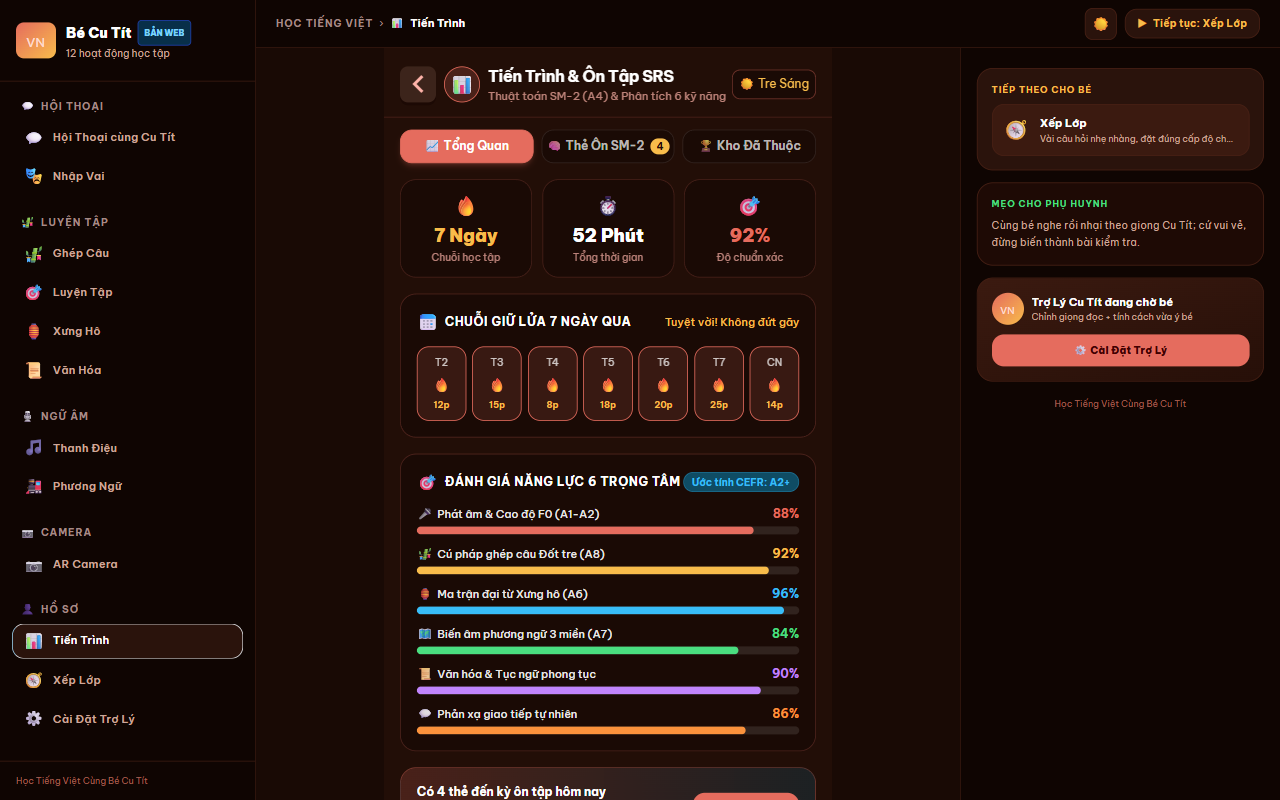 VN
Bé Cu Tít
BẢN WEB
12 hoạt động học tập
HỘI THOẠI
Hội Thoại cùng Cu Tít
Nhập Vai
LUYỆN TẬP
Ghép Câu
Luyện Tập
Xưng Hô
Văn Hóa
NGỮ ÂM
Thanh Điệu
Phương Ngữ
CAMERA
AR Camera
HỒ SƠ
Tiến Trình
Xếp Lớp
Cài Đặt Trợ Lý
Học Tiếng Việt Cùng Bé Cu Tít
HỌC TIẾNG VIỆT › Tiến Trình
▶ Tiếp tục: Xếp Lớp
Tiến Trình & Ôn Tập SRS
Thuật toán SM-2 (A4) & Phân tích 6 kỹ năng
Tre Sáng
Tổng Quan
Thẻ Ôn SM-2 4
Kho Đã Thuộc
7 Ngày
Chuỗi học tập
52 Phút
Tổng thời gian
92%
Độ chuẩn xác
CHUỖI GIỮ LỬA 7 NGÀY QUA
Tuyệt vời! Không đứt gãy
T2 T3 T4 T5 T6 T7 CN
12p 15p 8p 18p 20p 25p 14p
ĐÁNH GIÁ NĂNG LỰC 6 TRỌNG TÂM
Ước tính CEFR: A2+
Phát âm & Cao độ F0 (A1-A2) 88%
Cú pháp ghép câu Đốt tre (A8) 92%
Ma trận đại từ Xưng hô (A6) 96%
Biến âm phương ngữ 3 miền (A7) 84%
Văn hóa & Tục ngữ phong tục 90%
Phản xạ giao tiếp tự nhiên 86%
Có 4 thẻ đến kỳ ôn tập hôm nay
TIẾP THEO CHO BÉ
Xếp Lớp
Vài câu hỏi nhẹ nhàng, đặt đúng cấp độ ch...
MẸO CHO PHỤ HUYNH
Cùng bé nghe rồi nhại theo giọng Cu Tít; cứ vui vẻ,
đừng biến thành bài kiểm tra.
VN
Trợ Lý Cu Tít đang chờ bé
Chỉnh giọng đọc + tính cách vừa ý bé
Cài Đặt Trợ Lý
Học Tiếng Việt Cùng Bé Cu Tít